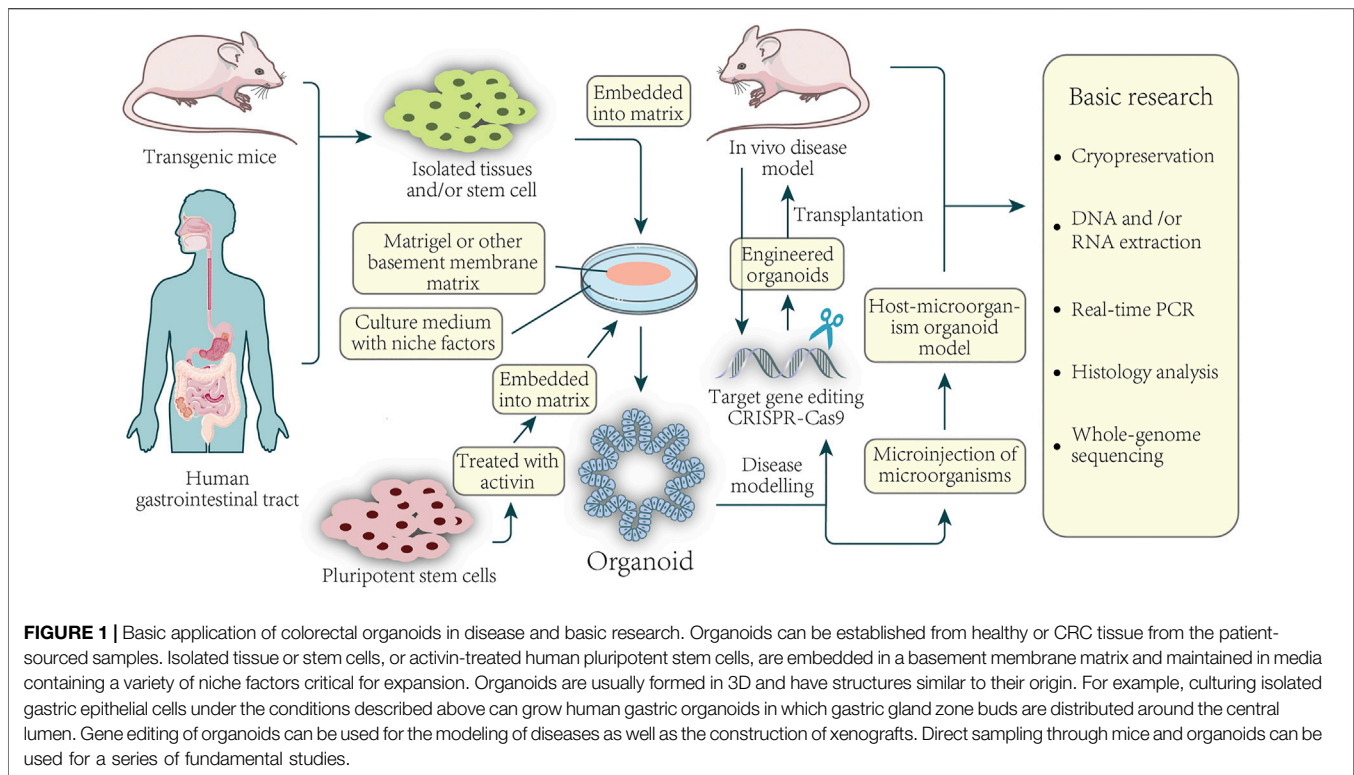 Transgenic mice
Human
gastrointestinal tract
Isolated tissues
and/or stem cell
Embedded
into matrix
Matrigel or other
basement membrane
matrix
Culture medium
with niche factors
Embedded
into matrix
Treated with
activin
Pluripotent stem cells
Organoid
In vivo disease
model
Transplantation
Engineered
organoids
Target gene editing
CRISPR-Cas9
Disease
modelling
Host-microorgan-
ism organoid
model
Microinjection of
microorganisms
Basic research
• Cryopreservation
• DNA and /or
RNA extraction
• Real-time PCR
• Histology analysis
• Whole-genome
sequencing
FIGURE 1 | Basic application of colorectal organoids in disease and basic research. Organoids can be established from healthy or CRC tissue from the patient-
sourced samples. Isolated tissue or stem cells, or activin-treated human pluripotent stem cells, are embedded in a basement membrane matrix and maintained in media
containing a variety of niche factors critical for expansion. Organoids are usually formed in 3D and have structures similar to their origin. For example, culturing isolated
gastric epithelial cells under the conditions described above can grow human gastric organoids in which gastric gland zone buds are distributed around the central
lumen. Gene editing of organoids can be used for the modeling of diseases as well as the construction of xenografts. Direct sampling through mice and organoids can be
used for a series of fundamental studies.